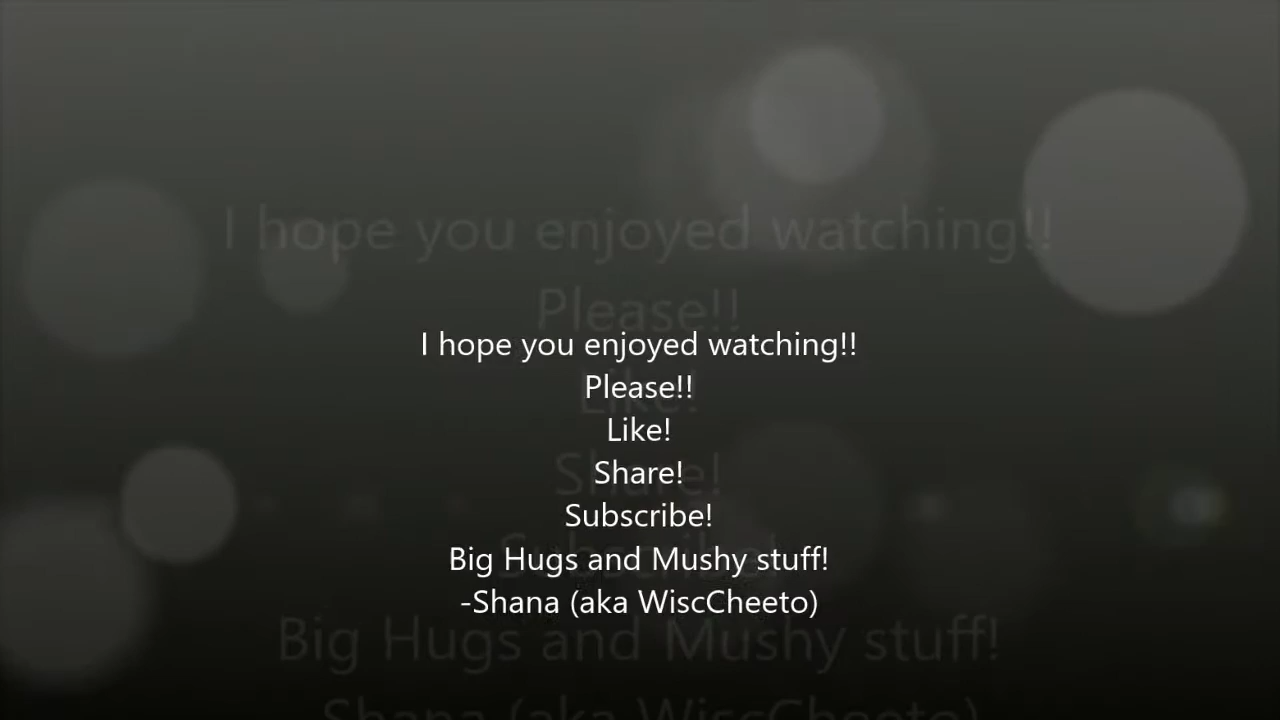 I hope you enjoyed watching!!
Please!!
Like!
Share!
Subscribe!
Big Hugs and Mushy stuff!
-Shana (aka WiscCheeto)